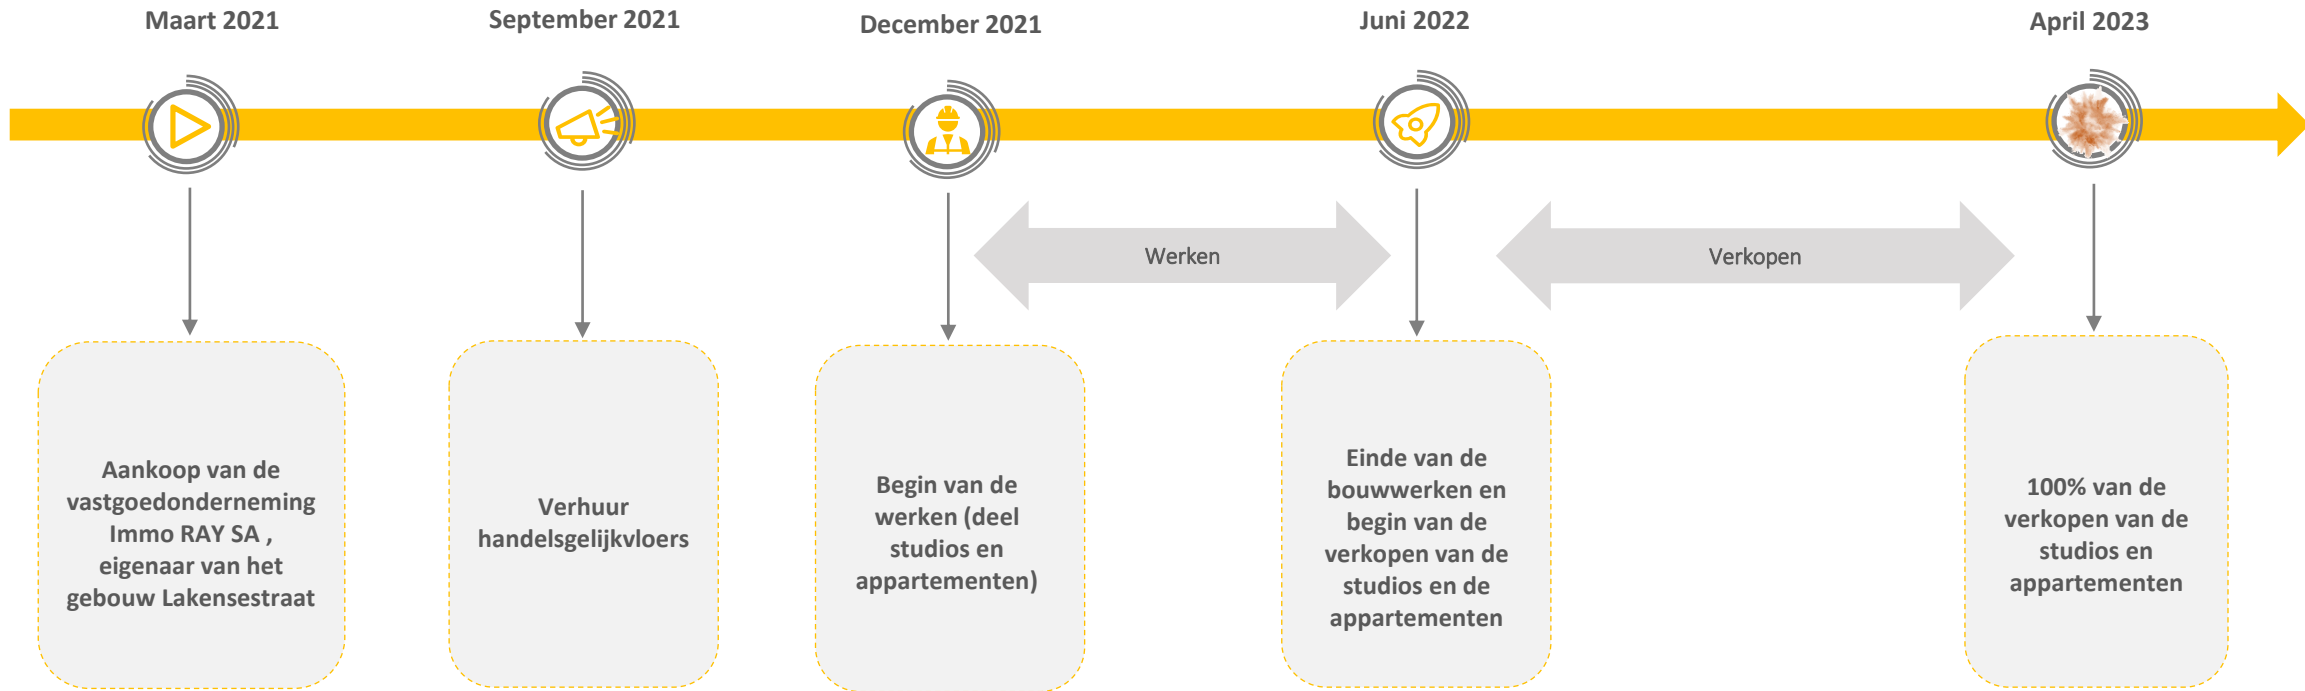 Maart 2021
September 2021
December 2021
Juni 2022
April 2023
Werken
Verkopen
Aankoop van de
vastgoedonderneming
Immo RAY SA ,
eigenaar van het
gebouw Lakensestraat
Verhuur
handelsgelijkvloers
Begin van de
werken (deel
studios en
appartementen)
Einde van de
bouwwerken en
begin van de
verkopen van de
studios en de
appartementen
100% van de
verkopen van de
studios en
appartementen